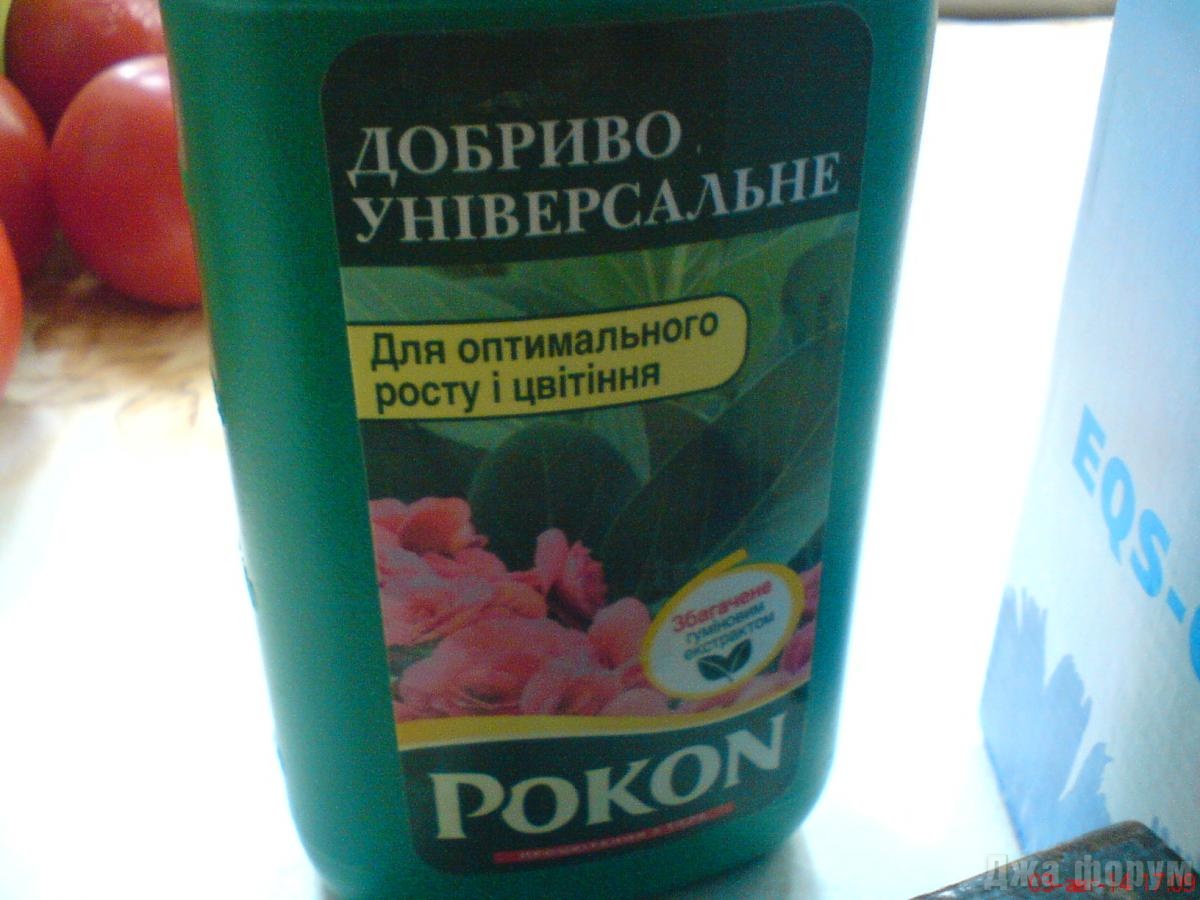 ДОБРИВО
УНІВЕРСАЛЬНЕ
Для оптимального
росту і цвітіння
Збагачене
гуміновим
екстрактом
POKON
EQS-
Джа форум